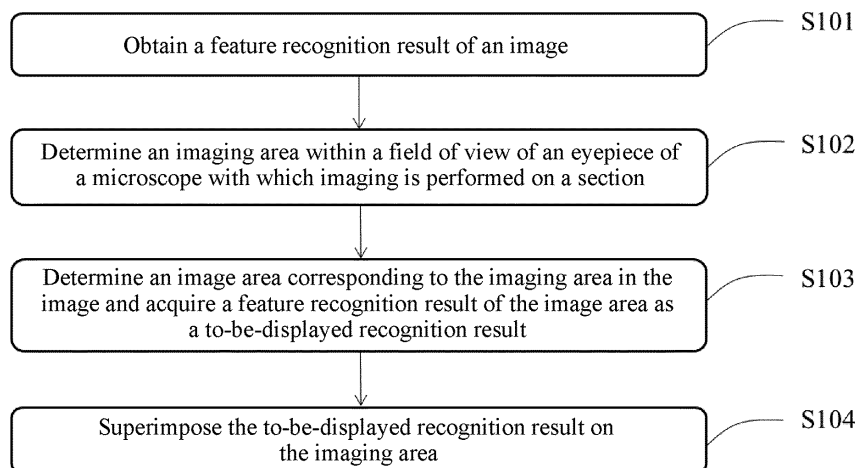 Obtain a feature recognition result of an image
S101
Determine an imaging area within a field of view of an eyepiece of
a microscope with which imaging is performed on a section
S102
Determine an image area corresponding to the imaging area in the
image and acquire a feature recognition result of the image area as
a to-be-displayed recognition result
S103
Superimpose the to-be-displayed recognition result on
the imaging area
S104